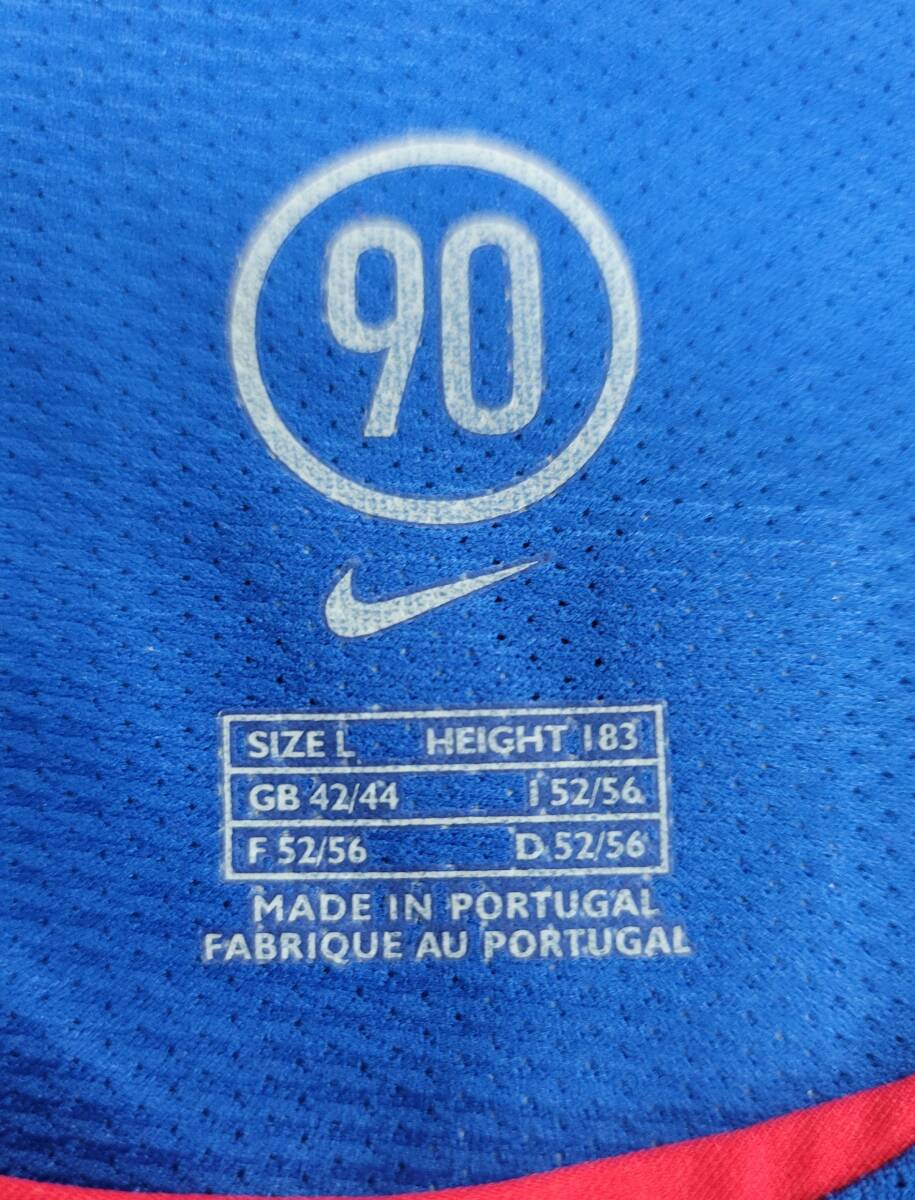 90
SIZE L HEIGHT 183
GB 42/44 I 52/56
F 52/56 D 52/56
MADE IN PORTUGAL
FABRIQUE AU PORTUGAL